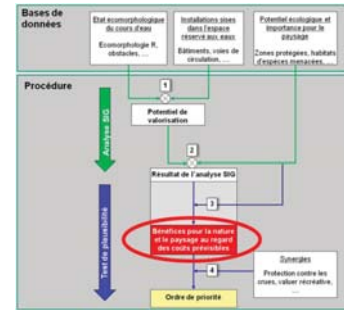 Bases de
données
Etat écomorphologique
du cours d'eau
Ecomorphologie R,
obstacles, ...
Installations sises
dans l'espace
réservé aux eaux
Bâtiments, voies de
circulation, ...
Potentiel écologique et
importance pour le
paysage
Zones protégées, habitats
d'espèces menacées, ...
Procédure
Analyse SIG
1
Potentiel de
valorisation
2
Résultat de l'analyse SIG
3
Bénéfices pour la nature
et le paysage au regard
des coûts prévisibles
Test de plausibilité
4
Synergies
Protection contre les
crues, valuer récréative,
...
Ordre de priorité